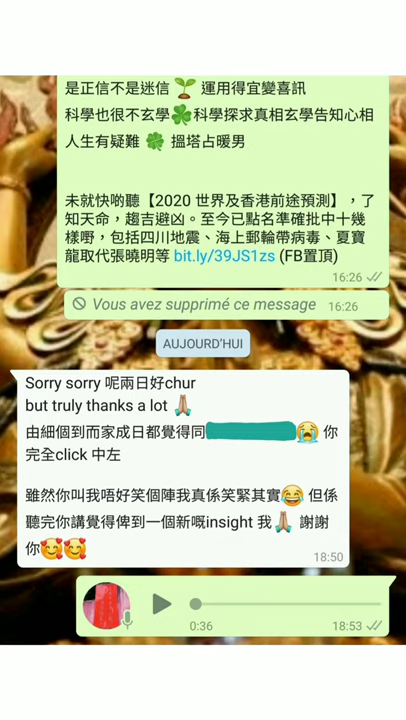 是正信不是迷信🌱 運用得宜變喜訊
科學也很不玄學☘️科學探求真相玄學告知心相
人生有疑難 🍀 搵塔占暖男
未就快啲聽【2020 世界及香港前途預測】，了
知天命，趨吉避凶。至今已點名準確批中十幾
樣嘢，包括四川地震、海上郵輪帶病毒、夏寶
龍取代張曉明等 bit.ly/39JS1zs (FB置頂)
16:26
Vous avez supprimé ce message 16:26
AUJOURD'HUI
Sorry sorry 呢兩日好chur
but truly thanks a lot 🙏🏼
由細個到而家成日都覺得同😭 你
完全click 中左
雖然你叫我唔好笑個陣我真係笑緊其實😂 但係
聽完你講覺得俾到一個新嘅insight 我🙏🏼 謝謝
你🥰🥰
18:50
0:36 18:53